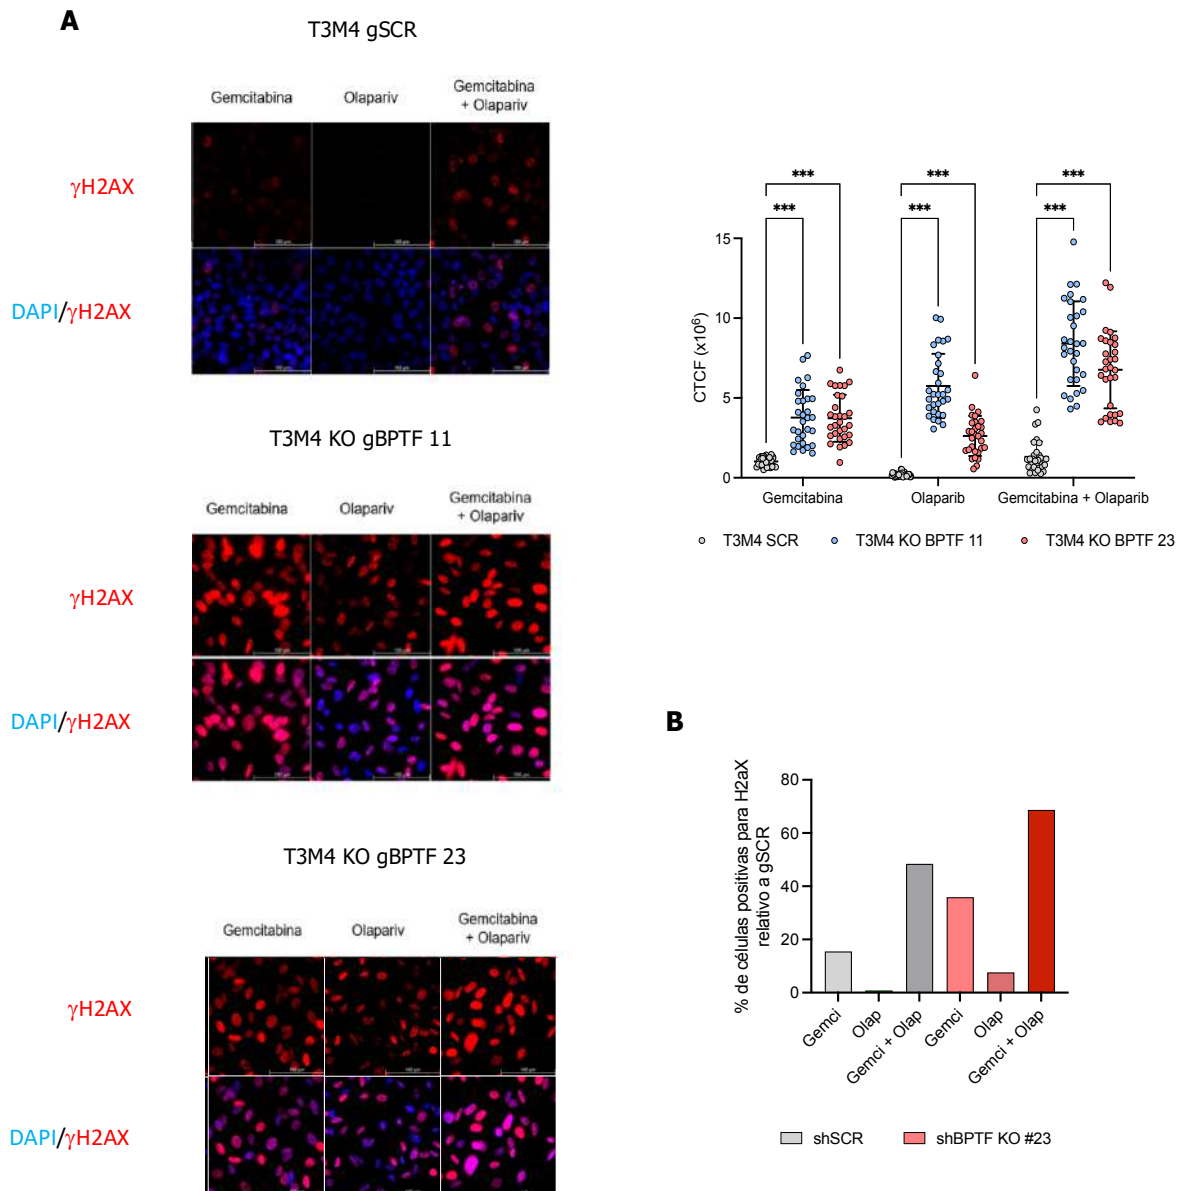 A
T3M4 gSCR
Gemcitabina
Olapariv
Gemcitabina
+ Olapariv
γH2AX
DAPI/γH2AX
T3M4 KO gBPTF 11
Gemcitabina
Olapariv
Gemcitabina
+ Olapariv
γH2AX
DAPI/γH2AX
T3M4 KO gBPTF 23
Gemcitabina
Olapariv
Gemcitabina
+ Olapariv
γH2AX
DAPI/γH2AX
*** *** ***
*** *** ***
CTCF (x10⁶)
15
10
5
0
Gemcitabina Olaparib Gemcitabina + Olaparib
T3M4 SCR T3M4 KO BPTF 11 T3M4 KO BPTF 23
B
% de células positivas para H2aX
relativo a gSCR
80
60
40
20
0
Gemci Olap Gemci + Olap Gemci Olap Gemci + Olap
shSCR shBPTF KO #23